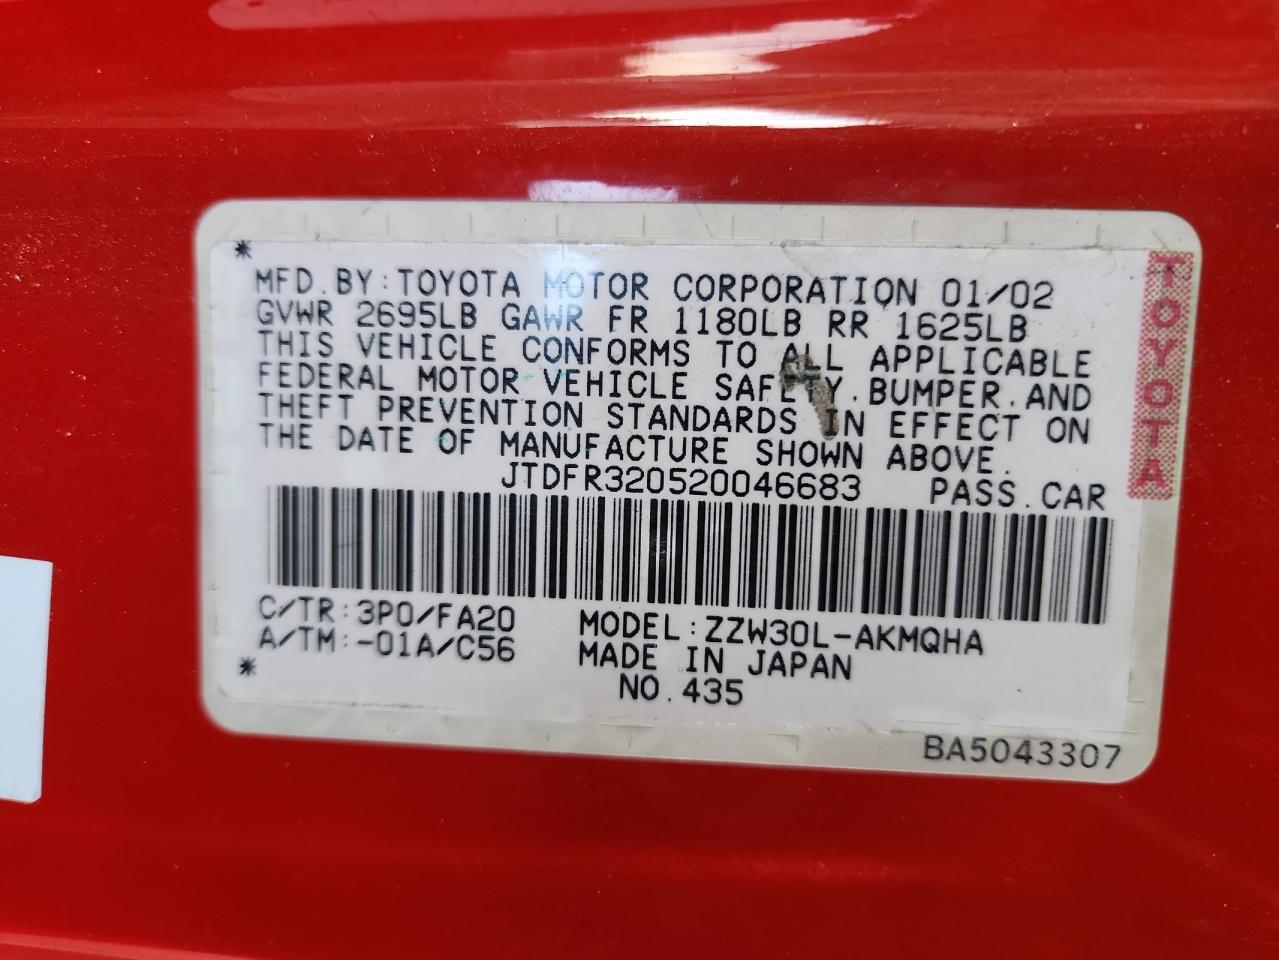 *
MFD.BY:TOYOTA MOTOR CORPORATION 01/02
GVWR 2695LB GAWR FR 1180LB RR 1625LB
THIS VEHICLE CONFORMS TO ALL APPLICABLE
FEDERAL MOTOR VEHICLE SAFETY,BUMPER,AND
THEFT PREVENTION STANDARDS IN EFFECT ON
THE DATE OF MANUFACTURE SHOWN ABOVE.
JTDFR320520046683 PASS.CAR
C/TR:3P0/FA20
A/TM:-01A/C56
*
MODEL:ZZW30L-AKMQHA
MADE IN JAPAN
NO.435
TOYOTA
BA5043307